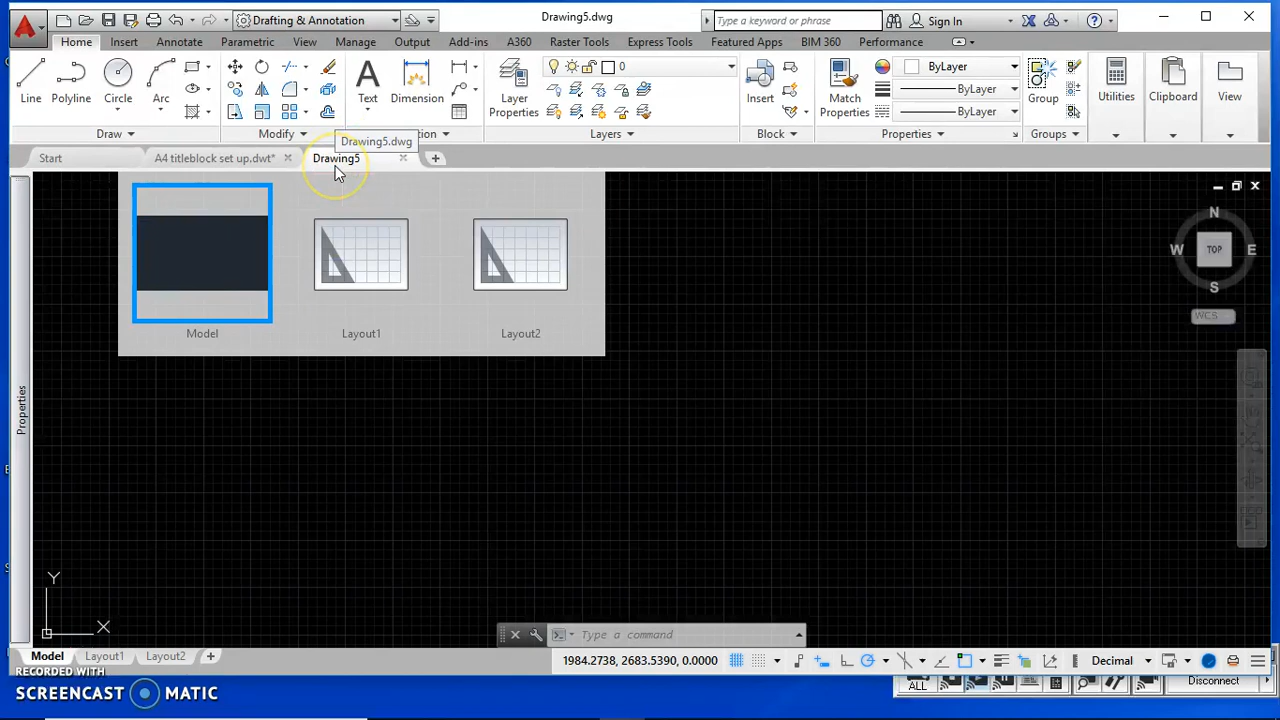 Drafting & Annotation
Drawing5.dwg
Type a keyword or phrase
Sign In
Home Insert Annotate Parametric View Manage Output Add-ins A360 Raster Tools Express Tools Featured Apps BIM 360 Performance
Line Polyline Circle Arc
Text Dimension
Layer Properties
0
Insert
Match Properties
ByLayer
ByLayer
ByLayer
Group
Utilities
Clipboard
View
Draw Modify Layers Block Properties Groups
tion
Drawing5.dwg
Start A4 titleblock set up.dwt* Drawing5
Model Layout1 Layout2
N
W TOP E
S
WCS
Properties
Y
X
Type a command
Model Layout1 Layout2
1984.2738, 2683.5390, 0.0000
Decimal
RECORDED WITH
SCREENCAST MATIC
ALL
Disconnect